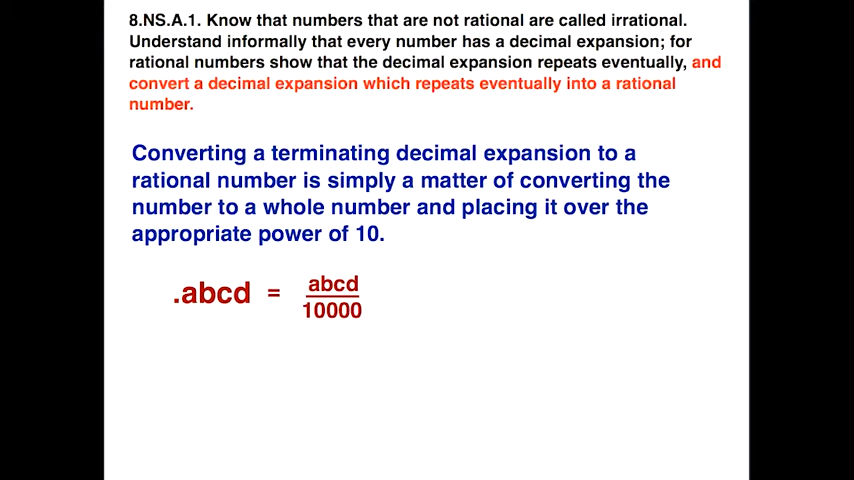 8.NS.A.1. Know that numbers that are not rational are called irrational.
Understand informally that every number has a decimal expansion; for
rational numbers show that the decimal expansion repeats eventually, and
convert a decimal expansion which repeats eventually into a rational
number.
Converting a terminating decimal expansion to a
rational number is simply a matter of converting the
number to a whole number and placing it over the
appropriate power of 10.
.abcd = abcd
10000